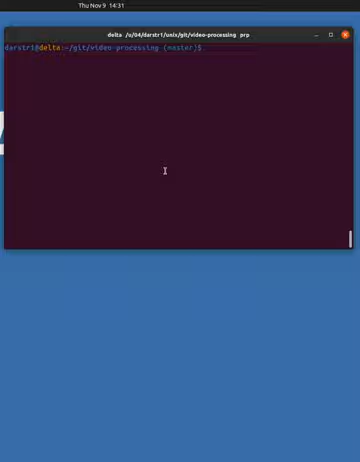 Thu Nov 9 14:31
delta /u/04/darstr1/unix/git/video-processing prp
darstr1@delta:~/git/video-processing (master)$